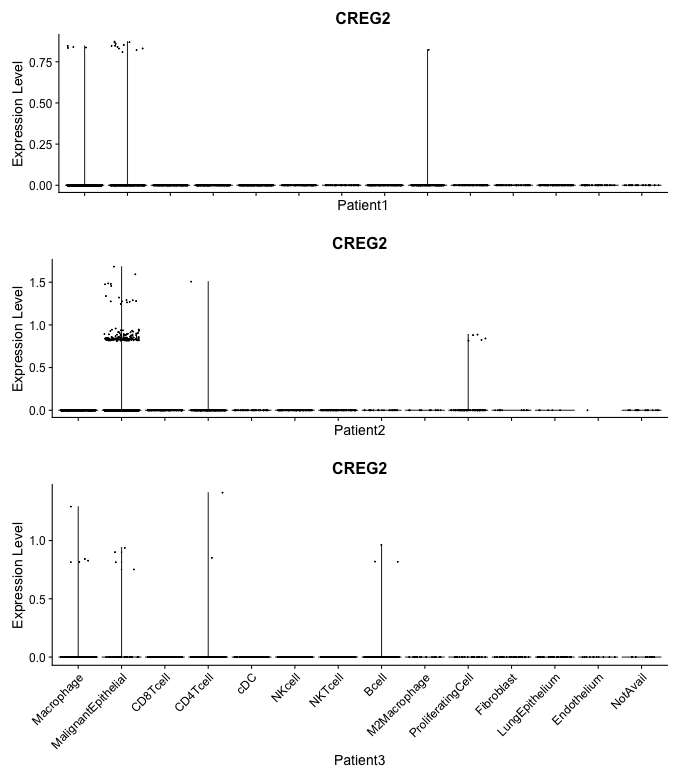 CREG2
Expression Level
0.75
0.50
0.25
0.00
Patient1
CREG2
Expression Level
1.5
1.0
0.5
0.0
Patient2
CREG2
Expression Level
1.0
0.5
0.0
Macrophage
MalignantEpithelial
CD8Tcell
CD4Tcell
cDC
NKcell
NKTcell
Bcell
M2Macrophage
ProliferatingCell
Fibroblast
LungEpithelium
Endothelium
NotAvail
Patient3